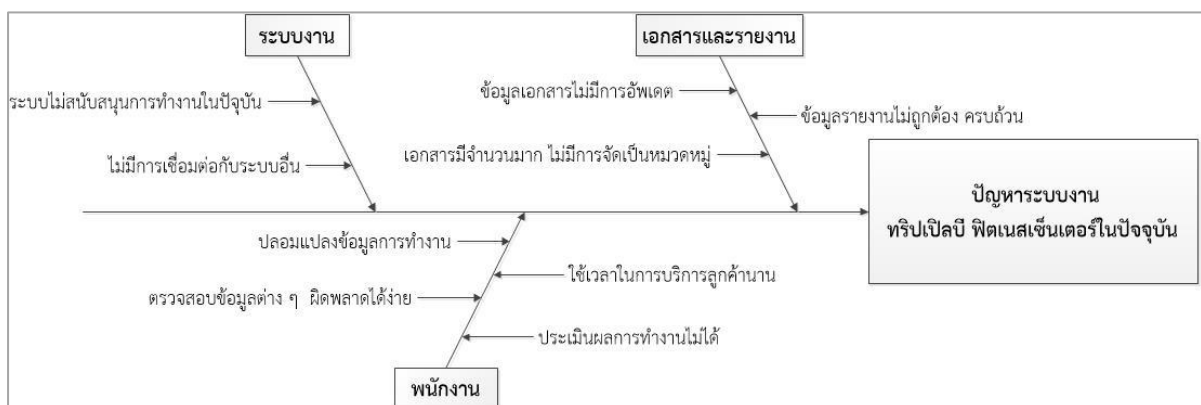 ระบบงาน
เอกสารและรายงาน
ระบบไม่สนับสนุนการทำงานในปัจุบัน
ไม่มีการเชื่อมต่อกับระบบอื่น
ข้อมูลเอกสารไม่มีการอัพเดต
ข้อมูลรายงานไม่ถูกต้อง ครบถ้วน
เอกสารมีจำนวนมาก ไม่มีการจัดเป็นหมวดหมู่
ปัญหาระบบงาน
ทริปเปิลบี ฟิตเนสเซ็นเตอร์ในปัจจุบัน
ปลอมแปลงข้อมูลการทำงาน
ใช้เวลาในการบริการลูกค้านาน
ตรวจสอบข้อมูลต่าง ๆ ผิดพลาดได้ง่าย
ประเมินผลการทำงานไม่ได้
พนักงาน